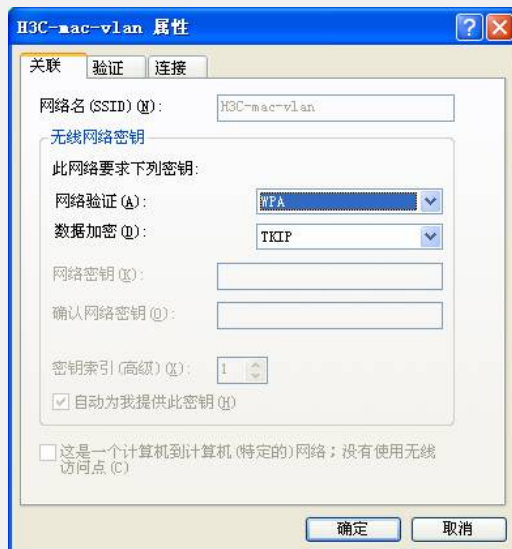 H3C-mac-vlan 属性
关联 验证 连接
网络名(SSID)(N): H3C-mac-vlan
无线网络密钥
此网络要求下列密钥:
网络验证(A): WPA
数据加密(D): TKIP
网络密钥(K):
确认网络密钥(O):
密钥索引(高级)(X): 1
自动为我提供此密钥(H)
这是一个计算机到计算机(特定的)网络；没有使用无线
访问点(C)
确定 取消